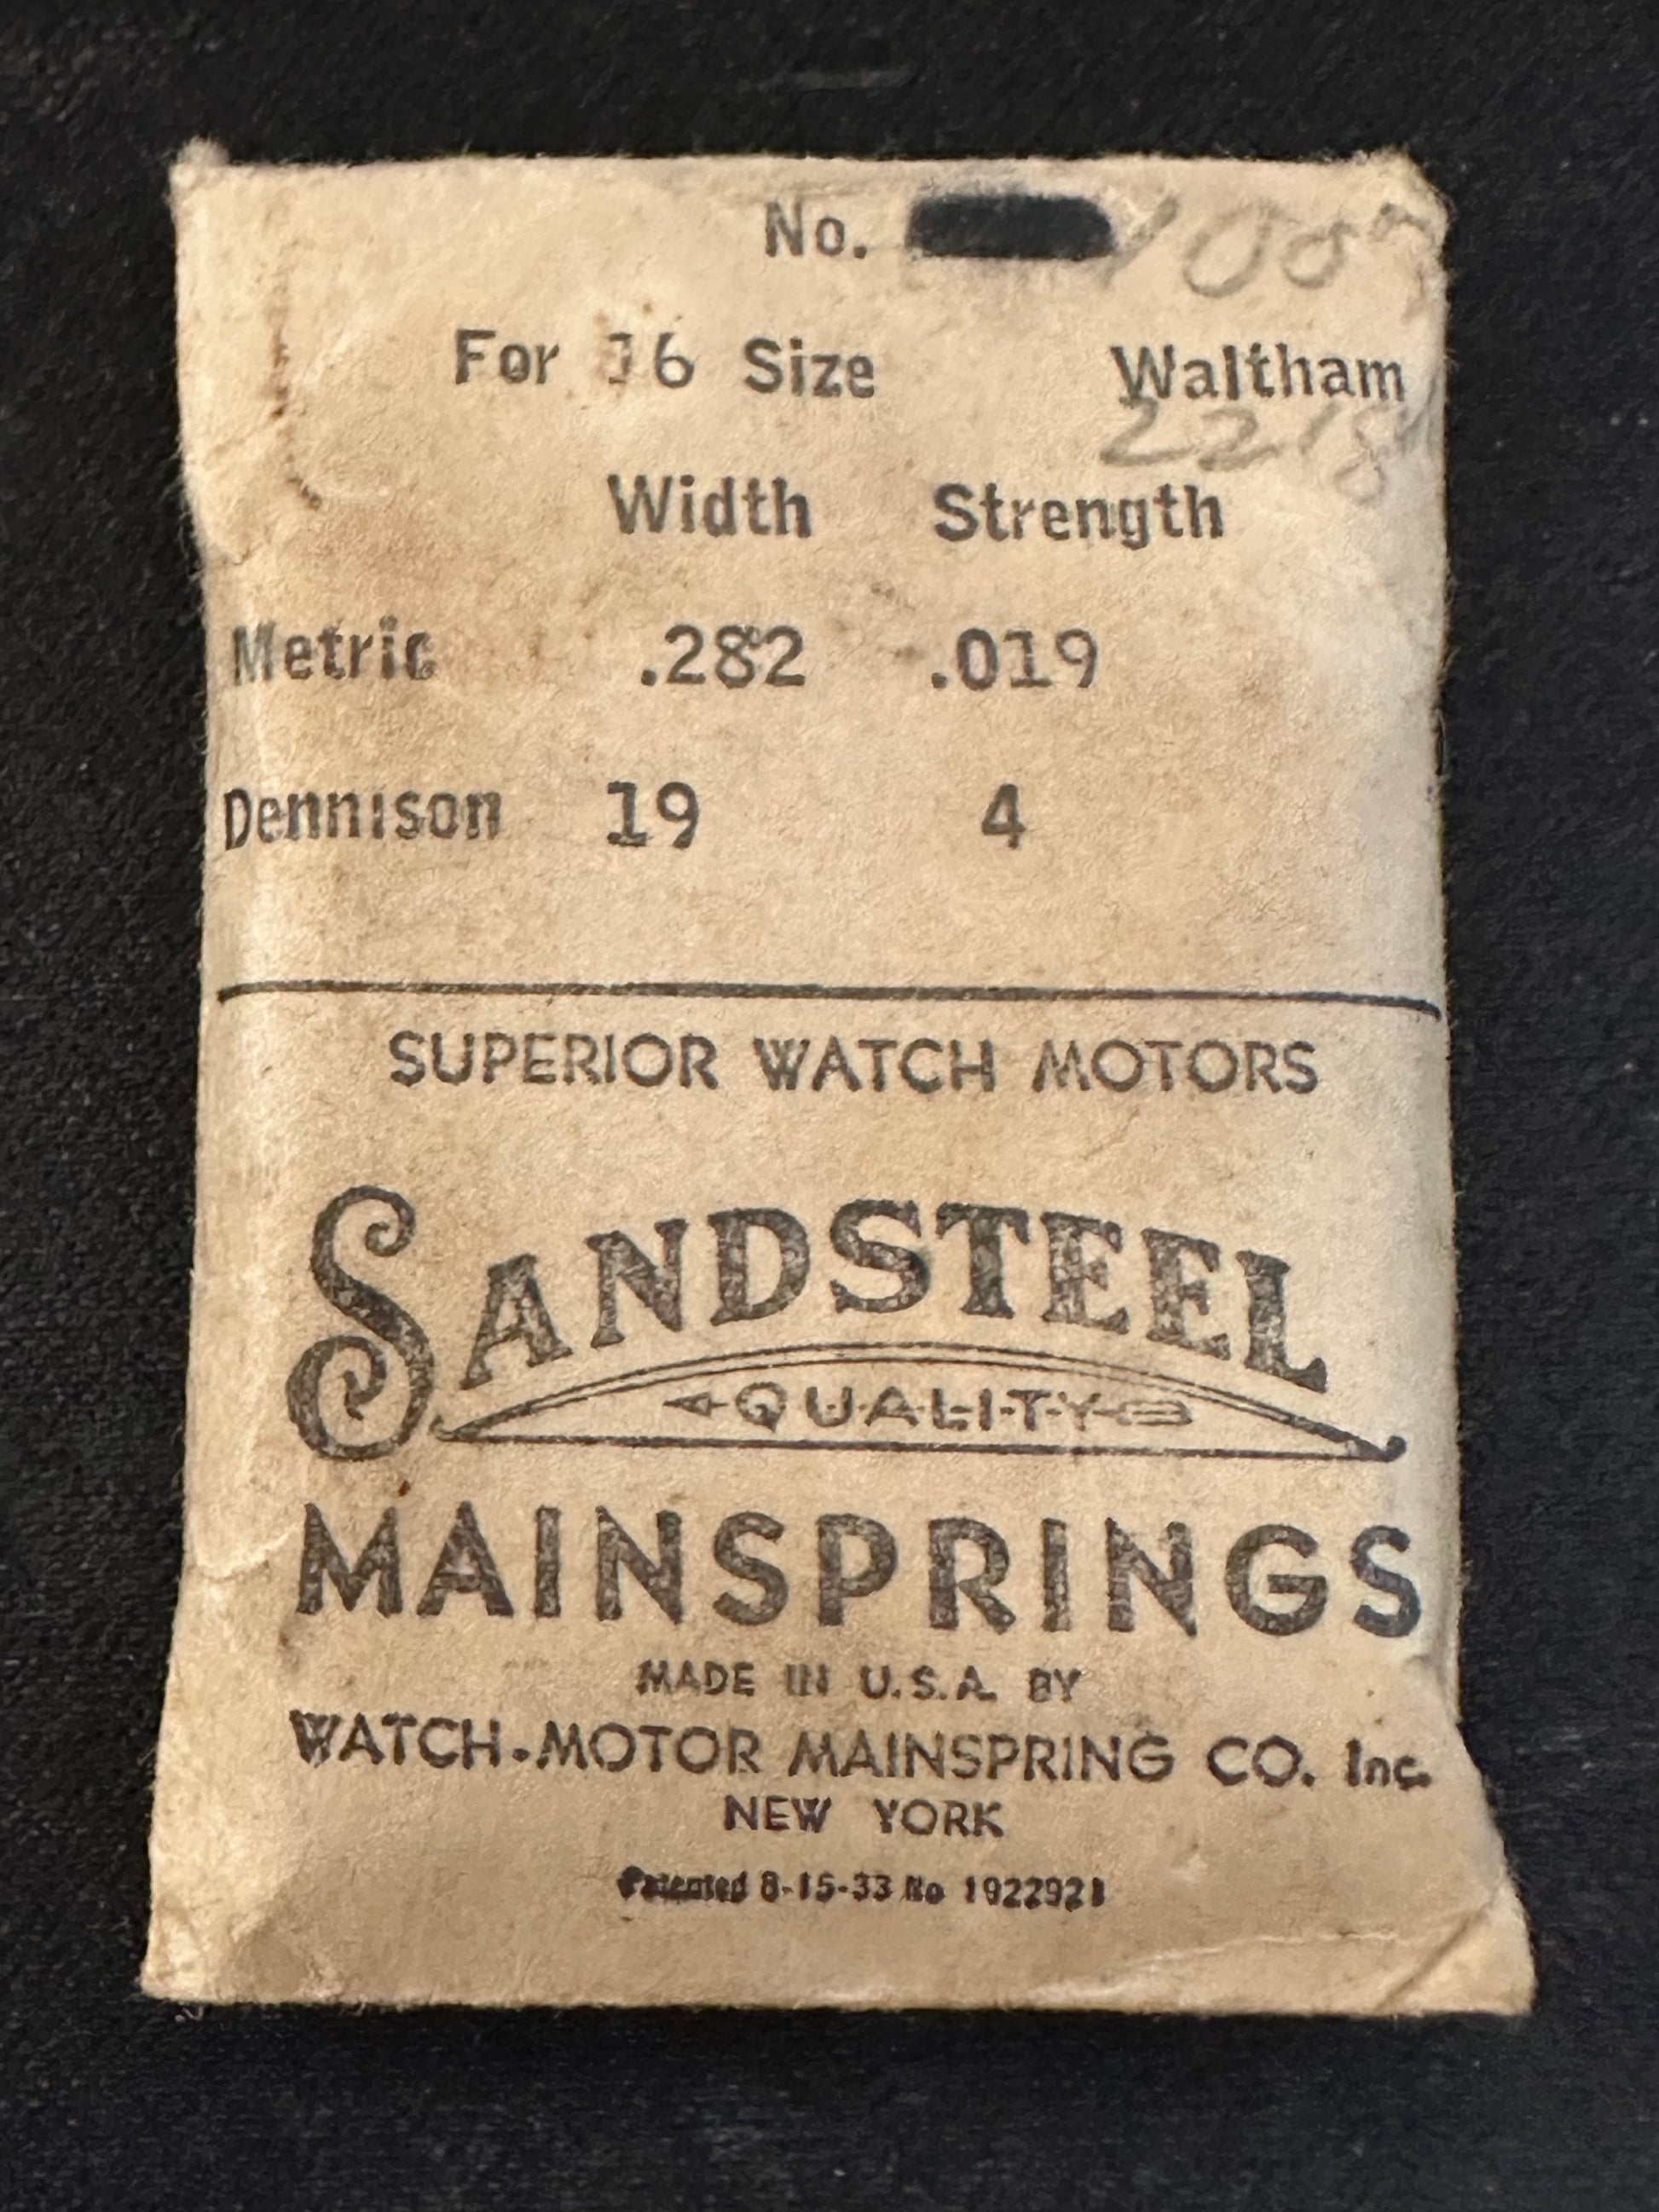 No.
For 16 Size Waltham
2218
Width Strength
Metric .282 .019
Dennison 19 4
SUPERIOR WATCH MOTORS
SANDSTEEL
QUALITY
MAINSPRINGS
MADE IN U.S.A. BY
WATCH-MOTOR MAINSPRING CO. Inc.
NEW YORK
Patented 8-15-33 No 1922921